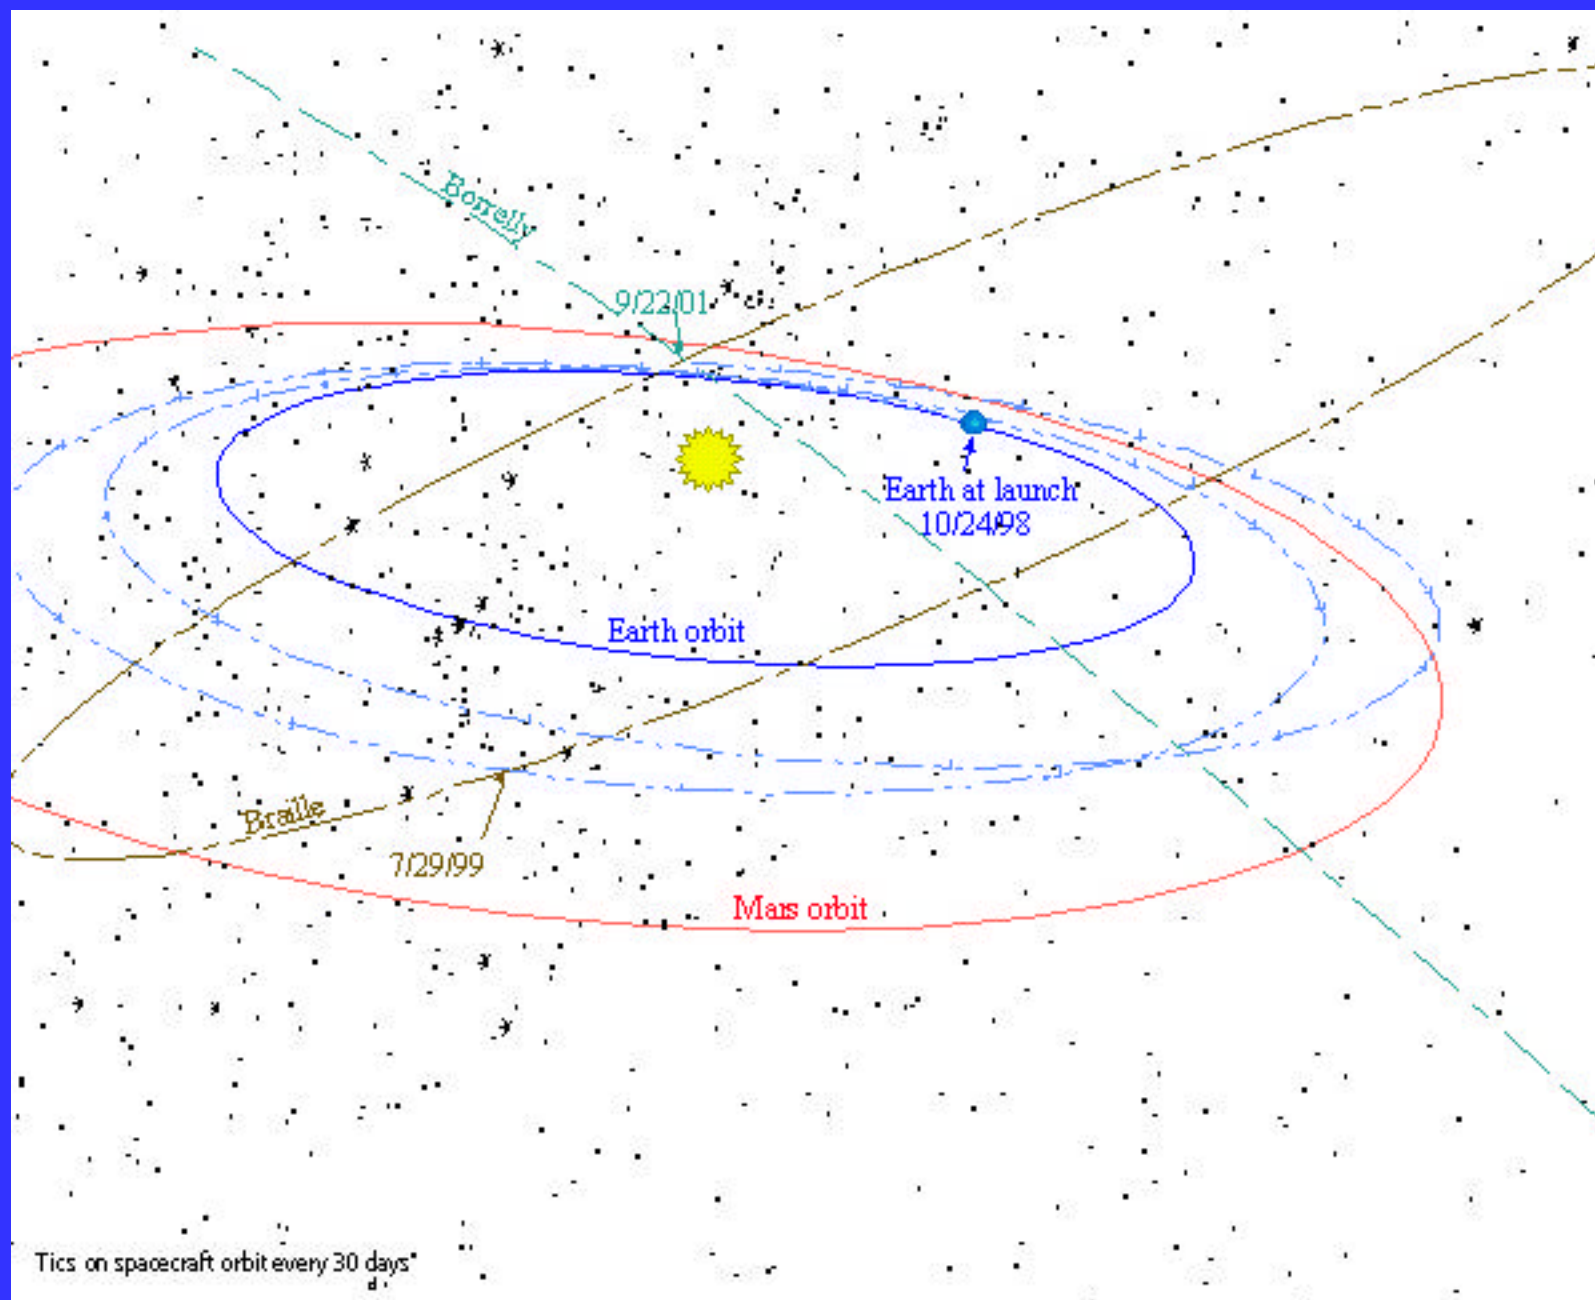 Borrelly
9/22/01
Earth at launch
10/24/98
Earth orbit
Braille
7/29/99
Mars orbit
Tics on spacecraft orbit every 30 days